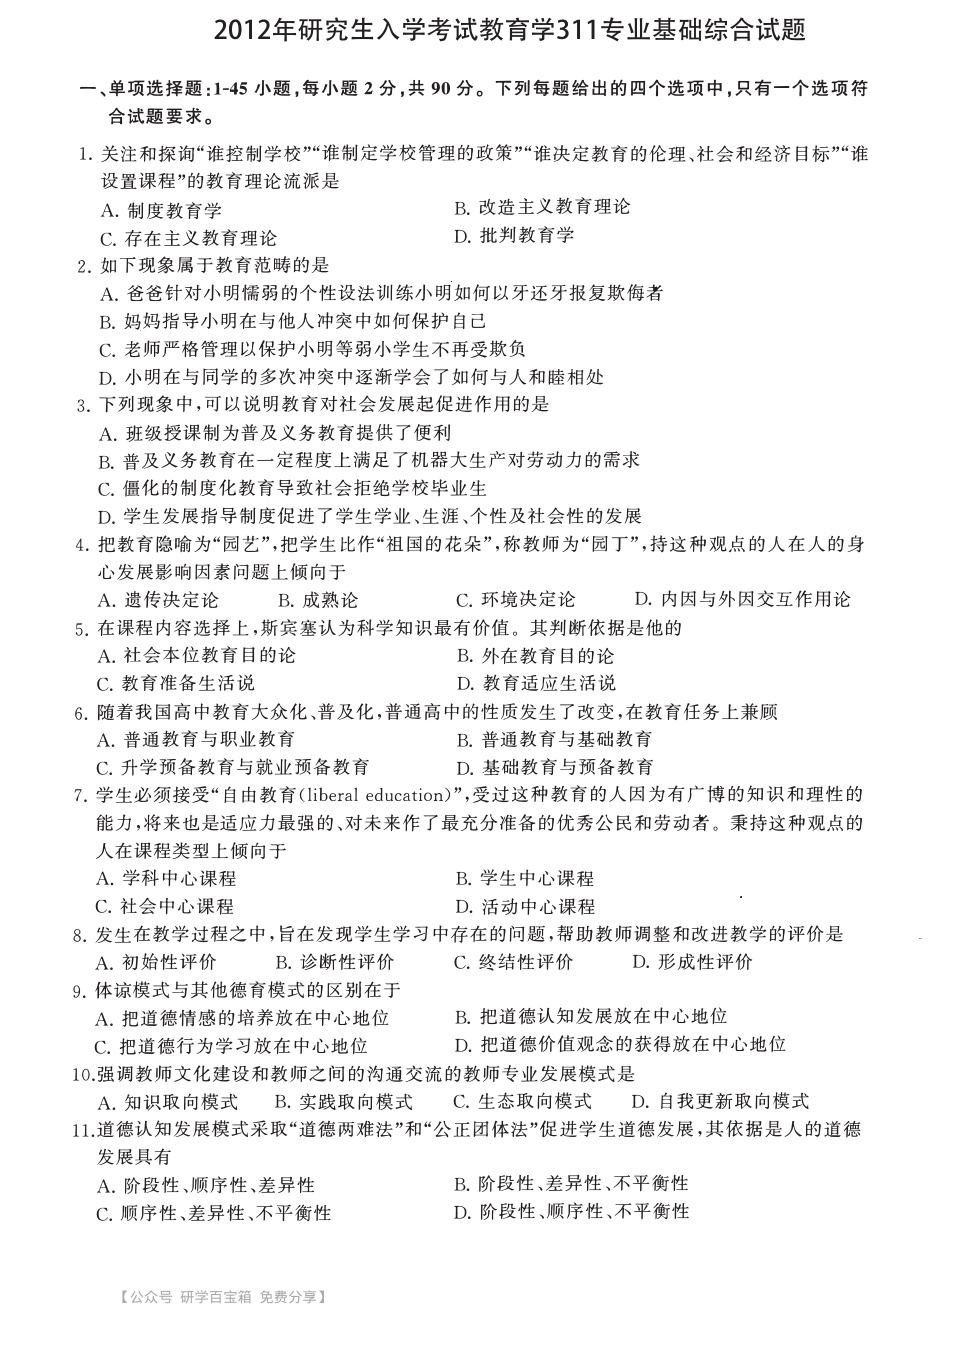 2012年研究生入学考试教育学311专业基础综合试题
一、单项选择题:1-45 小题,每小题 2 分,共 90 分。下列每题给出的四个选项中,只有一个选项符
合试题要求。
1. 关注和探询“谁控制学校”“谁制定学校管理的政策”“谁决定教育的伦理、社会和经济目标”“谁
设置课程”的教育理论流派是
A. 制度教育学 B. 改造主义教育理论
C. 存在主义教育理论 D. 批判教育学
2. 如下现象属于教育范畴的是
A. 爸爸针对小明懦弱的个性设法训练小明如何以牙还牙报复欺侮者
B. 妈妈指导小明在与他人冲突中如何保护自己
C. 老师严格管理以保护小明等弱小学生不再受欺负
D. 小明在与同学的多次冲突中逐渐学会了如何与人和睦相处
3. 下列现象中,可以说明教育对社会发展起促进作用的是
A. 班级授课制为普及义务教育提供了便利
B. 普及义务教育在一定程度上满足了机器大生产对劳动力的需求
C. 僵化的制度化教育导致社会拒绝学校毕业生
D. 学生发展指导制度促进了学生学业、生涯、个性及社会性的发展
4. 把教育隐喻为“园艺”,把学生比作“祖国的花朵”,称教师为“园丁”,持这种观点的人在人的身
心发展影响因素问题上倾向于
A. 遗传决定论 B. 成熟论 C. 环境决定论 D. 内因与外因交互作用论
5. 在课程内容选择上,斯宾塞认为科学知识最有价值。其判断依据是他的
A. 社会本位教育目的论 B. 外在教育目的论
C. 教育准备生活说 D. 教育适应生活说
6. 随着我国高中教育大众化、普及化,普通高中的性质发生了改变,在教育任务上兼顾
A. 普通教育与职业教育 B. 普通教育与基础教育
C. 升学预备教育与就业预备教育 D. 基础教育与预备教育
7. 学生必须接受“自由教育(liberal education)”,受过这种教育的人因为有广博的知识和理性的
能力,将来也是适应力最强的、对未来作了最充分准备的优秀公民和劳动者。秉持这种观点的
人在课程类型上倾向于
A. 学科中心课程 B. 学生中心课程
C. 社会中心课程 D. 活动中心课程
8. 发生在教学过程之中,旨在发现学生学习中存在的问题,帮助教师调整和改进教学的评价是
A. 初始性评价 B. 诊断性评价 C. 终结性评价 D. 形成性评价
9. 体谅模式与其他德育模式的区别在于
A. 把道德情感的培养放在中心地位 B. 把道德认知发展放在中心地位
C. 把道德行为学习放在中心地位 D. 把道德价值观念的获得放在中心地位
10.强调教师文化建设和教师之间的沟通交流的教师专业发展模式是
A. 知识取向模式 B. 实践取向模式 C. 生态取向模式 D. 自我更新取向模式
11.道德认知发展模式采取“道德两难法”和“公正团体法”促进学生道德发展,其依据是人的道德
发展具有
A. 阶段性、顺序性、差异性 B. 阶段性、差异性、不平衡性
C. 顺序性、差异性、不平衡性 D. 阶段性、顺序性、不平衡性
【公众号 研学百宝箱 免费分享】